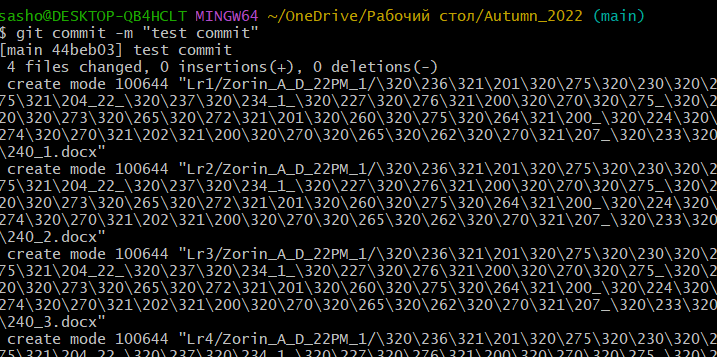 sasho@DESKTOP-QB4HCLT MINGW64 ~/OneDrive/Рабочий стол/Autumn_2022 (main)
$ git commit -m "test commit"
[main 44beb03] test commit
 4 files changed, 0 insertions(+), 0 deletions(-)
 create mode 100644 "Lr1/Zorin_A_D_22PM_1/\320\236\321\201\320\275\320\230\320\2
75\321\204_22_\320\237\320\234_1_\320\227\320\276\321\200\320\270\320\275_\320\2
20\320\273\320\265\320\272\321\201\320\260\320\275\320\264\321\200_\320\224\320\
274\320\270\321\202\321\200\320\270\320\265\320\262\320\270\321\207_\320\233\320
\240_1.docx"
 create mode 100644 "Lr2/Zorin_A_D_22PM_1/\320\236\321\201\320\275\320\230\320\2
75\321\204_22_\320\237\320\234_1_\320\227\320\276\321\200\320\270\320\275_\320\2
20\320\273\320\265\320\272\321\201\320\260\320\275\320\264\321\200_\320\224\320\
274\320\270\321\202\321\200\320\270\320\265\320\262\320\270\321\207_\320\233\320
\240_2.docx"
 create mode 100644 "Lr3/Zorin_A_D_22PM_1/\320\236\321\201\320\275\320\230\320\2
75\321\204_22_\320\237\320\234_1_\320\227\320\276\321\200\320\270\320\275_\320\2
20\320\273\320\265\320\272\321\201\320\260\320\275\320\264\321\200_\320\224\320\
274\320\270\321\202\321\200\320\270\320\265\320\262\320\270\321\207_\320\233\320
\240_3.docx"
 create mode 100644 "Lr4/Zorin_A_D_22PM_1/\320\236\321\201\320\275\320\230\320\2
75\321\204_22_\320\237\320\234_1_\320\227\320\276\321\200\320\270\320\275_\320\2